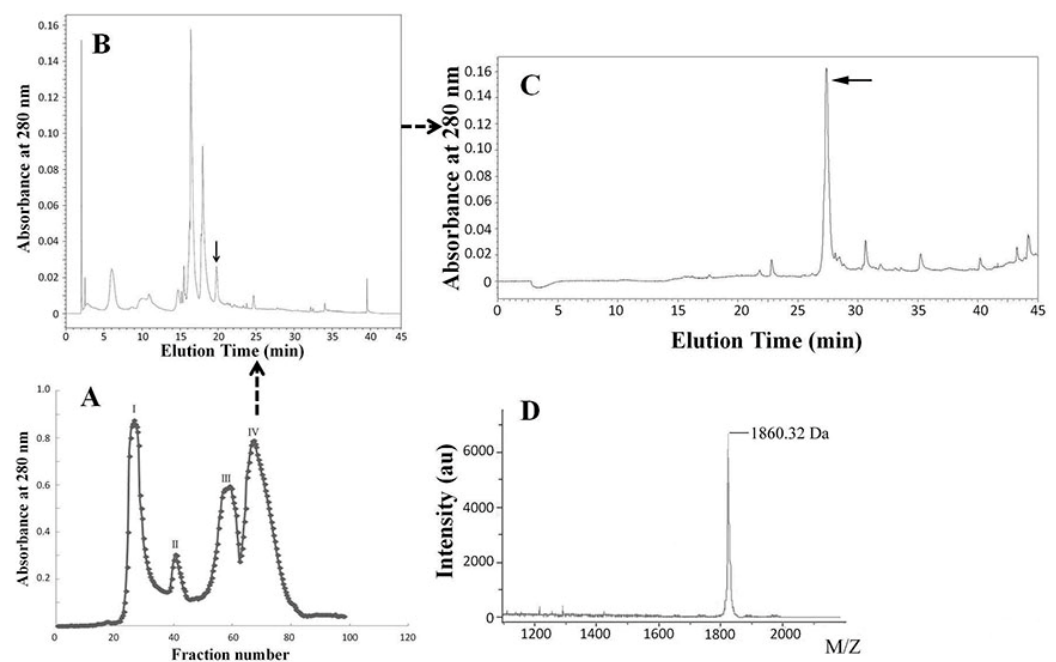 B
Absorbance at 280 nm
0.16
0.14
0.12
0.10
0.08
0.06
0.04
0.02
0
0 5 10 15 20 25 30 35 40 45
Elution Time (min)
C
Absorbance at 280 nm
0.16
0.14
0.12
0.10
0.08
0.06
0.04
0.02
0
0 5 10 15 20 25 30 35 40 45
Elution Time (min)
A
Absorbance at 280 nm
1.0
0.8
0.6
0.4
0.2
I
II
III
IV
0 20 40 60 80 100 120
Fraction number
D
Intensity (au)
6000
4000
2000
0
1860.32 Da
1200 1400 1600 1800 2000
M/Z